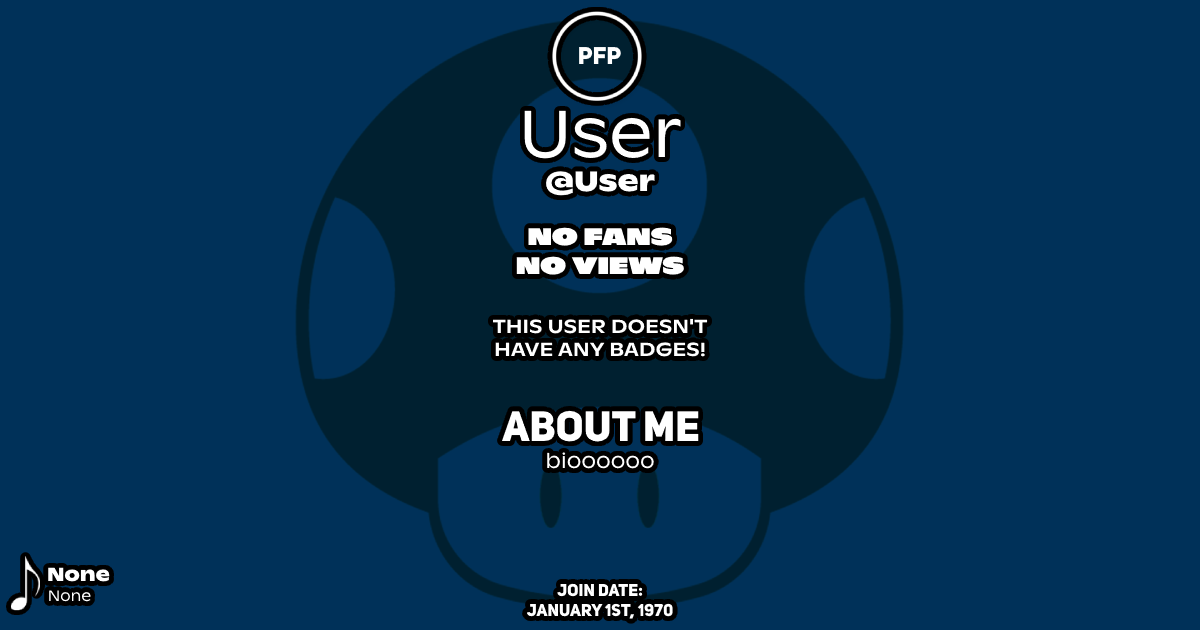 PFP
User
@User
NO FANS
NO VIEWS
THIS USER DOESN'T
HAVE ANY BADGES!
ABOUT ME
bioooooo
None
None
JOIN DATE:
JANUARY 1ST, 1970